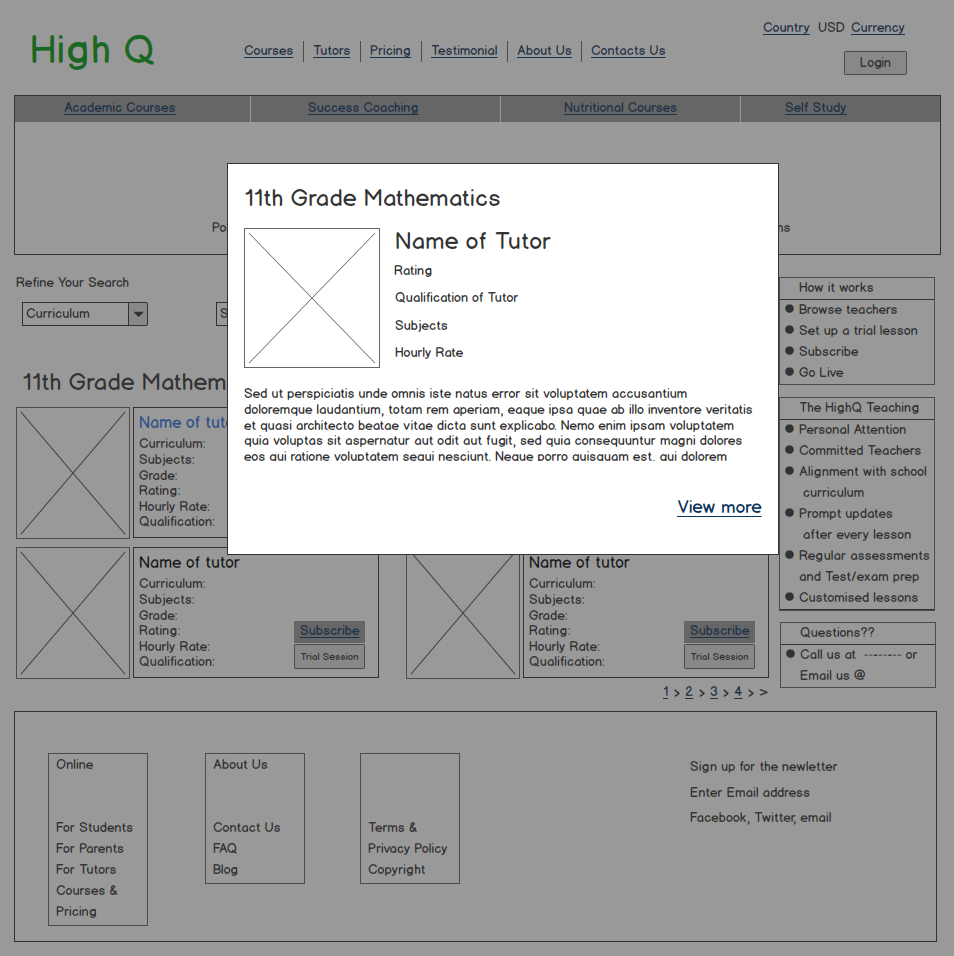 High Q
Country USD Currency
Courses Tutors Pricing Testimonial About Us Contacts Us
Login
Academic Courses Success Coaching Nutritional Courses Self Study
11th Grade Mathematics
Name of Tutor
Rating
Qualification of Tutor
Subjects
Hourly Rate
Sed ut perspiciatis unde omnis iste natus error sit voluptatem accusantium
doloremque laudantium, totam rem aperiam, eaque ipsa quae ab illo inventore veritatis
et quasi architecto beatae vitae dicta sunt explicabo. Nemo enim ipsam voluptatem
quia voluptas sit aspernatur aut odit aut fugit, sed quia consequuntur magni dolores
eos qui ratione voluptatem sequi nesciunt. Neque porro quisquam est, qui dolorem
View more
Refine Your Search
Curriculum
11th Grade
Name of
Curriculum:
Subjects:
Grade:
Rating:
Hourly Rate:
Qualification:
Name of tutor
Curriculum:
Subjects:
Grade:
Rating:
Hourly Rate:
Qualification:
Subscribe
Trial Session
Name of tutor
Curriculum:
Subjects:
Grade:
Rating:
Hourly Rate:
Qualification:
Subscribe
Trial Session
1 > 2 > 3 > 4 > >
How it works
Browse teachers
Set up a trial lesson
Subscribe
Go Live
The HighQ Teaching
Personal Attention
Committed Teachers
Alignment with school
curriculum
Prompt updates
after every lesson
Regular assessments
and Test/exam prep
Customised lessons
Questions??
Call us at -------- or
Email us @
Online
For Students
For Parents
For Tutors
Courses &
Pricing
About Us
Contact Us
FAQ
Blog
Terms &
Privacy Policy
Copyright
Sign up for the newletter
Enter Email address
Facebook, Twitter, email